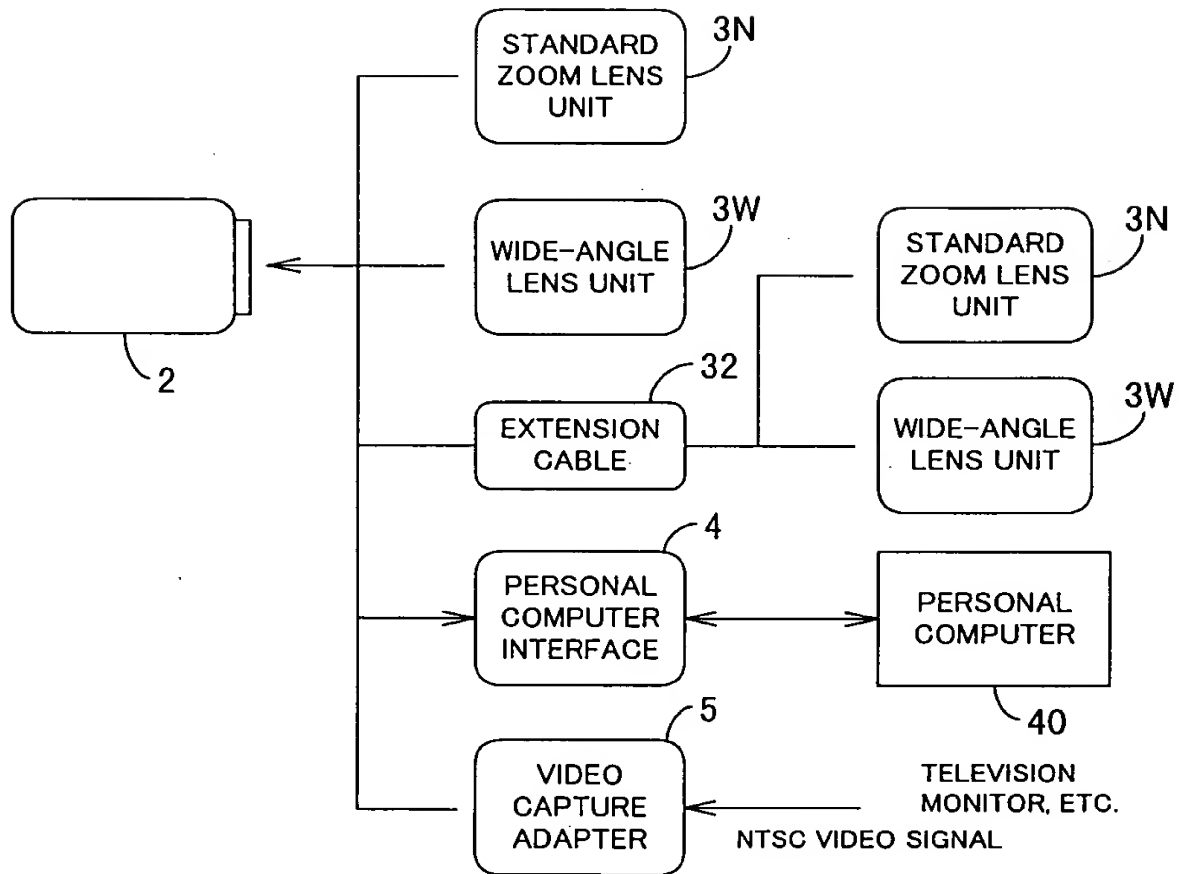 3N
STANDARD
ZOOM LENS
UNIT
3W
WIDE-ANGLE
LENS UNIT
3N
STANDARD
ZOOM LENS
UNIT
2
32
EXTENSION
CABLE
3W
WIDE-ANGLE
LENS UNIT
4
PERSONAL
COMPUTER
INTERFACE
PERSONAL
COMPUTER
40
5
VIDEO
CAPTURE
ADAPTER
TELEVISION
MONITOR, ETC.
NTSC VIDEO SIGNAL